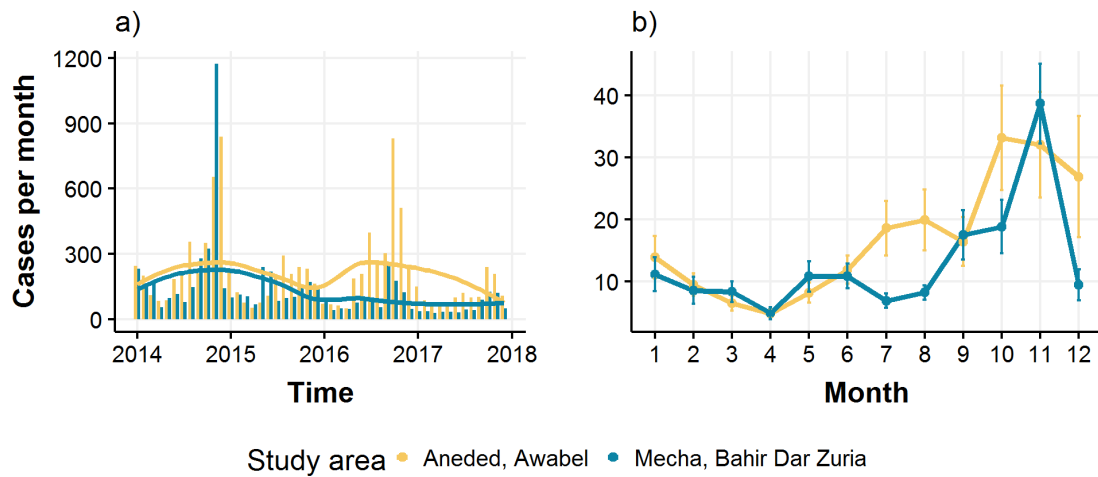 a)
Cases per month
1200
900
600
300
0
2014 2015 2016 2017 2018
Time
b)
40
30
20
10
1 2 3 4 5 6 7 8 9 10 11 12
Month
Study area Aneded, Awabel Mecha, Bahir Dar Zuria